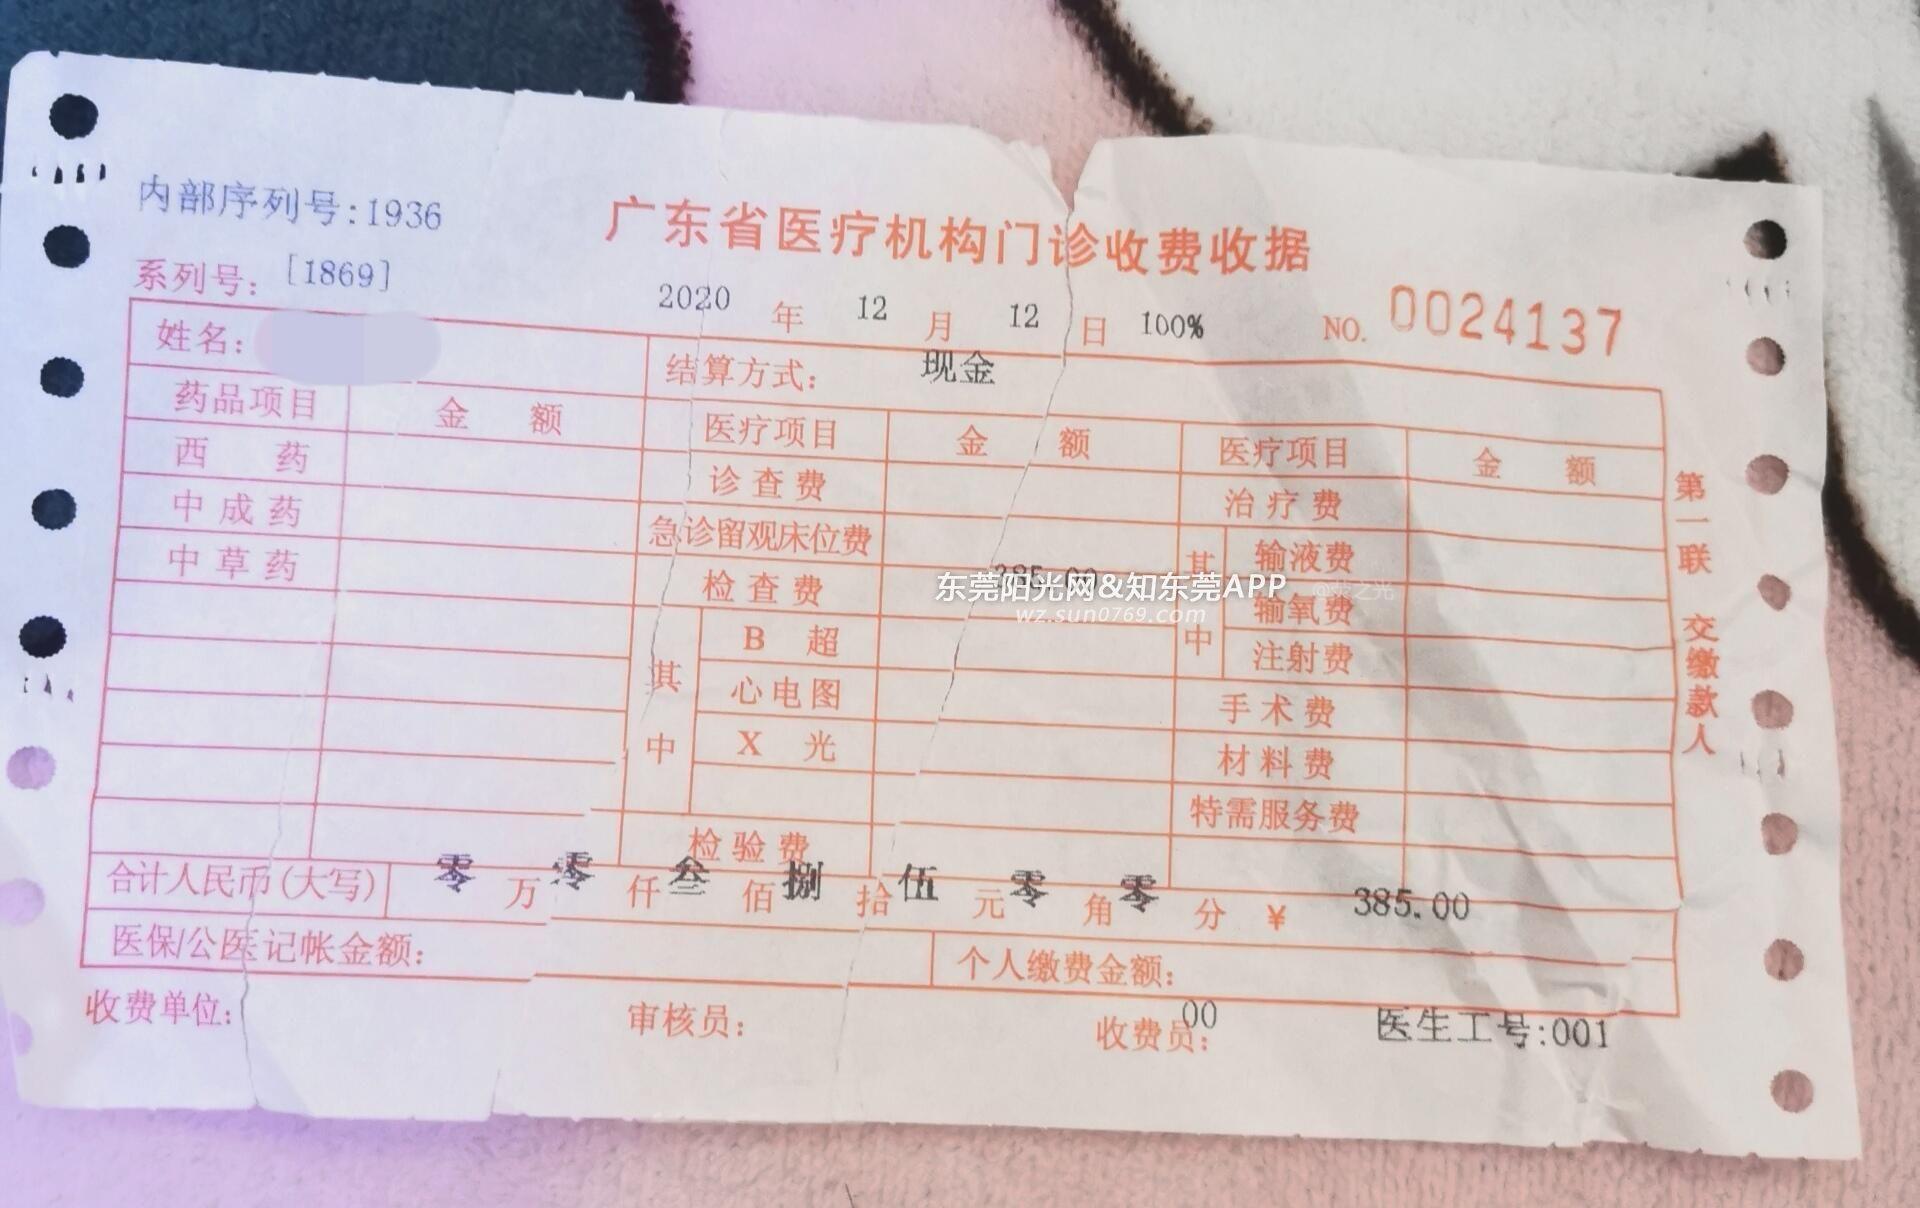 内部序列号:1936
广东省医疗机构门诊收费收据
系列号: [1869]
2020 年 12 月 12 日 100% NO. 0024137
姓名: 结算方式: 现金
药品项目 金额 医疗项目 金额 医疗项目 金额
西药 诊查费 治疗费
中成药 急诊留观床位费 其中 输液费
中草药 检查费 385.00 输氧费
其中 B超 注射费
心电图 手术费
X光 材料费
特需服务费
检验费
合计人民币(大写) 零万零仟叁佰捌拾伍元零角零分 ¥ 385.00
医保/公医记帐金额: 个人缴费金额:
收费单位: 审核员: 收费员: 00 医生工号:001
第一联 交缴款人
东莞阳光网&知东莞APP
wz.sun0769.com